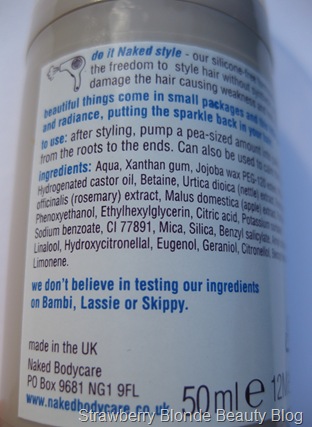 do it Naked style - our silicone-free
the freedom to style hair without
damage the hair causing weakness
beautiful things come in small packages and
and radiance, putting the sparkle back in your
to use: after styling, pump a pea-sized amount
from the roots to the ends. Can also be used to
ingredients: Aqua, Xanthan gum, Jojoba wax PEG-120
Hydrogenated castor oil, Betaine, Urtica dioica (nettle) extract,
officinalis (rosemary) extract, Malus domestica (apple) extract,
Phenoxyethanol, Ethylhexylglycerin, Citric acid, Potassium
Sodium benzoate, CI 77891, Mica, Silica, Benzyl salicylate,
Linalool, Hydroxycitronellal, Eugenol, Geraniol, Citronellol,
Limonene.
we don't believe in testing our ingredients
on Bambi, Lassie or Skippy.
made in the UK
Naked Bodycare
PO Box 9681 NG1 9FL
www.nakedbodycare.co.uk 50ml e 12M
Strawberry Blonde Beauty Blog